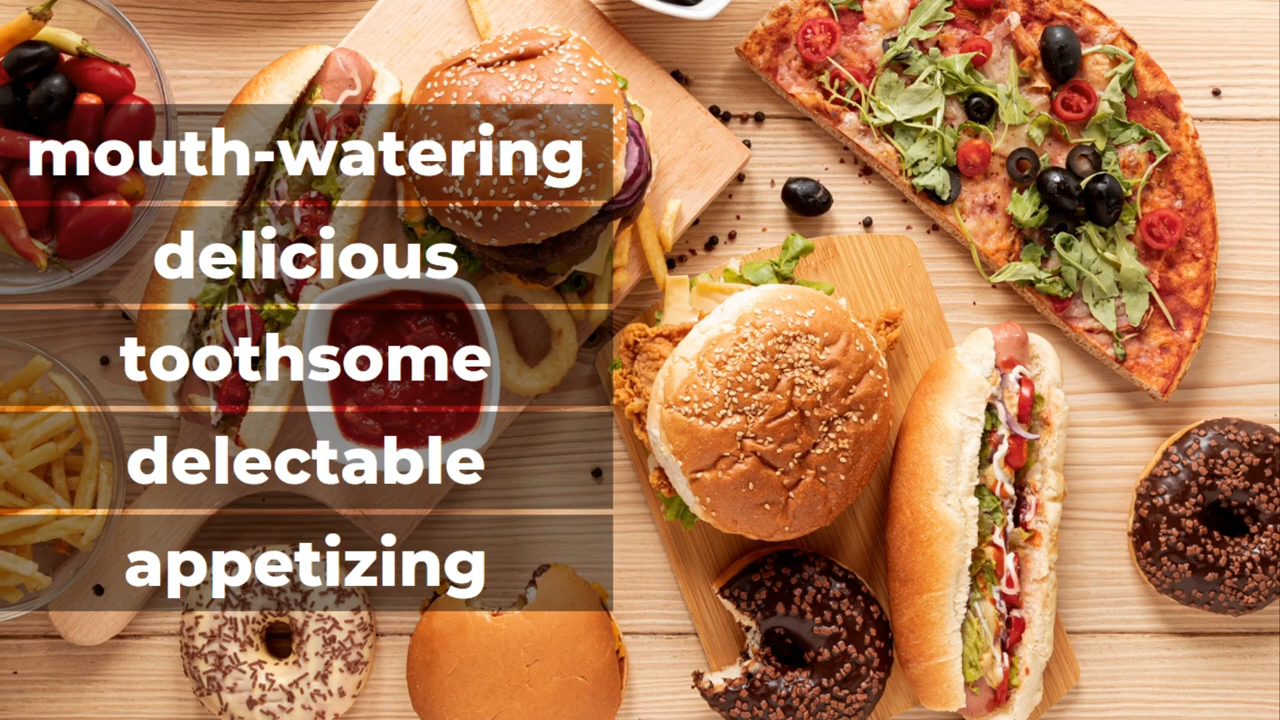 mouth-watering
delicious
toothsome
delectable
appetizing